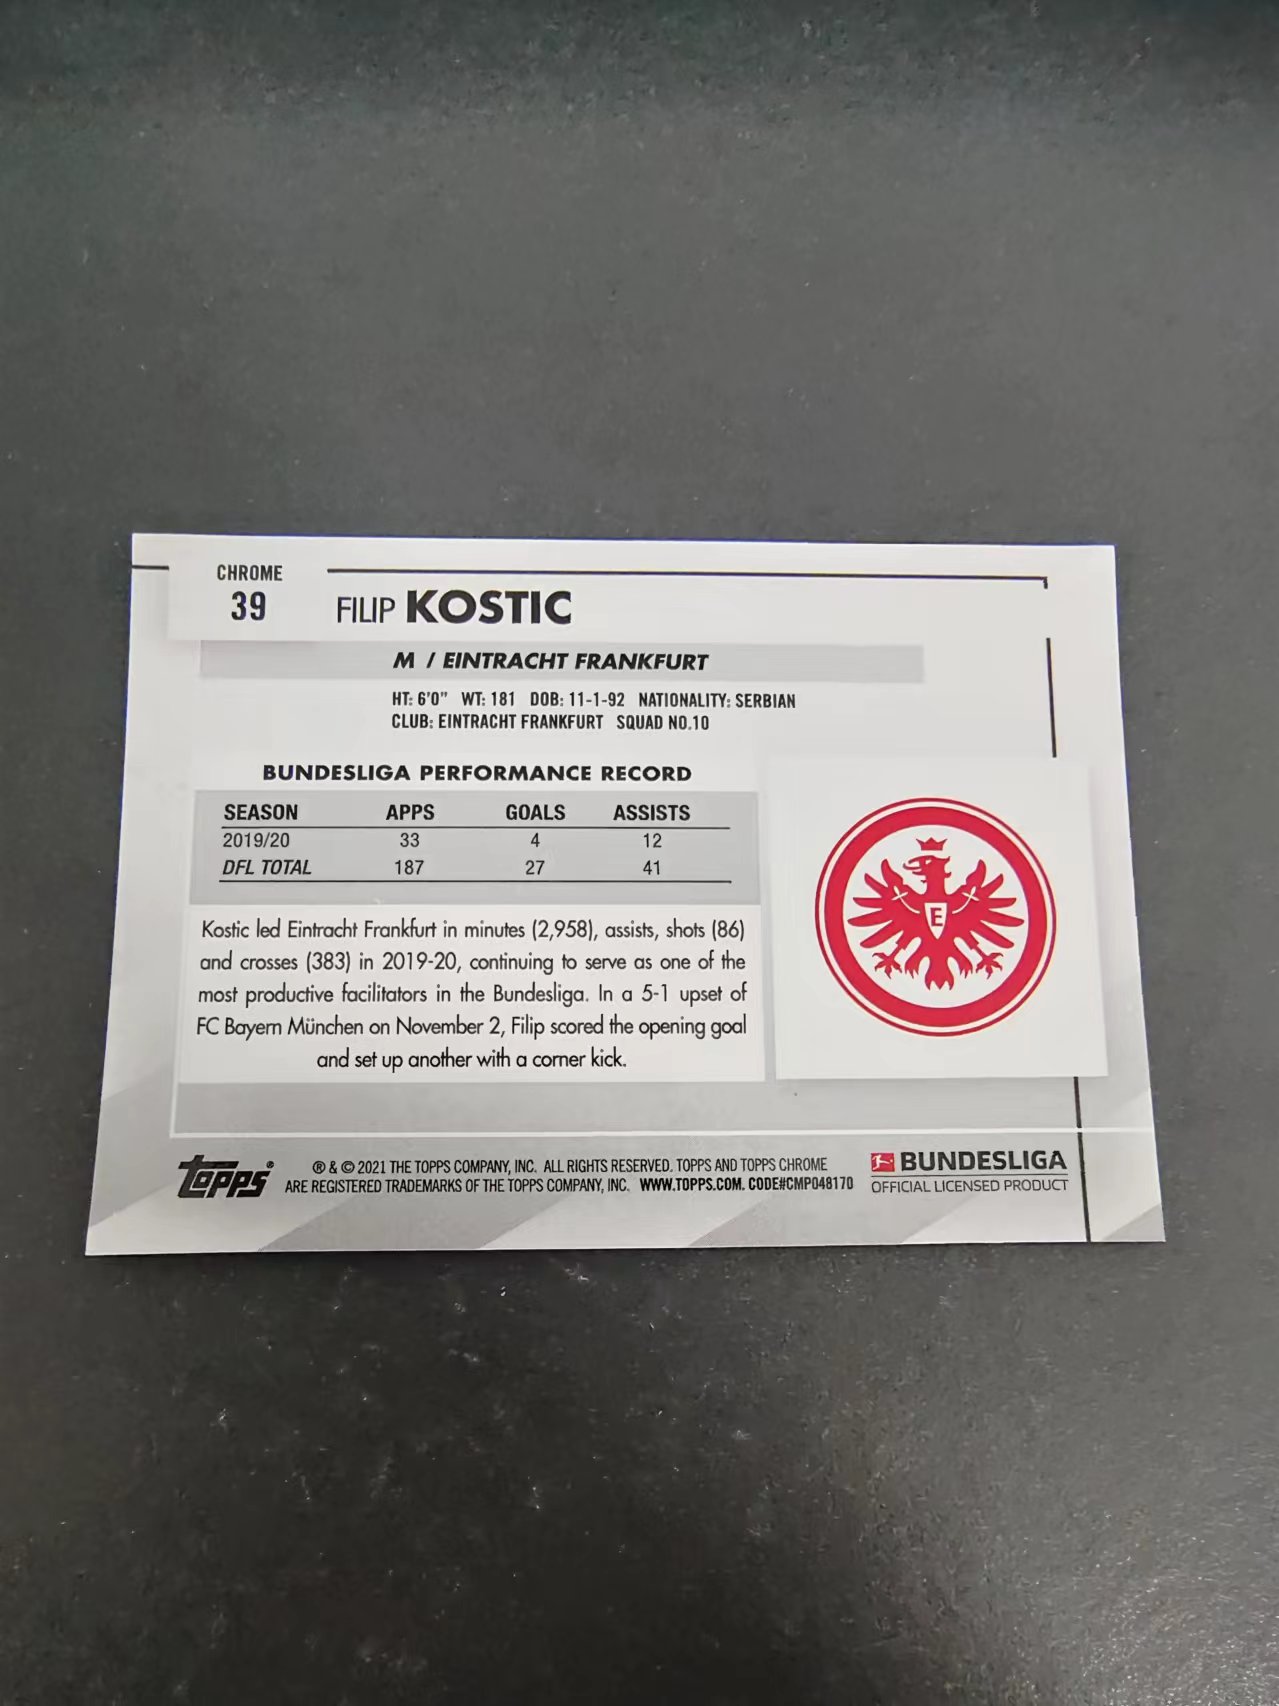 CHROME
39
FILIP KOSTIC
M / EINTRACHT FRANKFURT
HT: 6'0" WT: 181 DOB: 11-1-92 NATIONALITY: SERBIAN
CLUB: EINTRACHT FRANKFURT SQUAD NO.10
BUNDESLIGA PERFORMANCE RECORD
SEASON APPS GOALS ASSISTS
2019/20 33 4 12
DFL TOTAL 187 27 41
E
Kostic led Eintracht Frankfurt in minutes (2,958), assists, shots (86)
and crosses (383) in 2019-20, continuing to serve as one of the
most productive facilitators in the Bundesliga. In a 5-1 upset of
FC Bayern München on November 2, Filip scored the opening goal
and set up another with a corner kick.
topps®
® & © 2021 THE TOPPS COMPANY, INC. ALL RIGHTS RESERVED. TOPPS AND TOPPS CHROME
ARE REGISTERED TRADEMARKS OF THE TOPPS COMPANY, INC. WWW.TOPPS.COM. CODE#CMP048170
BUNDESLIGA
OFFICIAL LICENSED PRODUCT